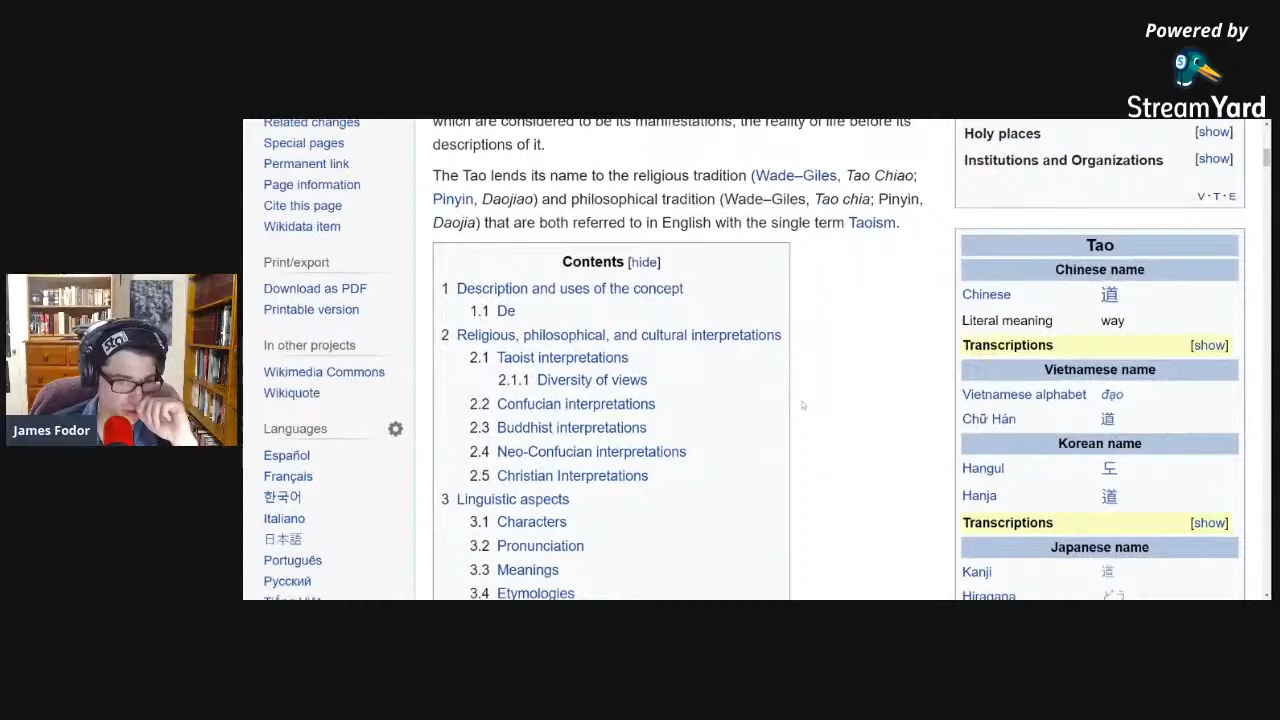 Powered by
StreamYard
Related changes
Special pages
Permanent link
Page information
Cite this page
Wikidata item
Print/export
Download as PDF
Printable version
In other projects
Wikimedia Commons
Wikiquote
Languages
Español
Français
한국어
Italiano
日本語
Português
Русский
which are considered to be its manifestations, the reality of life before its
descriptions of it.
The Tao lends its name to the religious tradition (Wade–Giles, Tao Chiao;
Pinyin, Daojiao) and philosophical tradition (Wade–Giles, Tao chia; Pinyin,
Daojia) that are both referred to in English with the single term Taoism.
Contents [hide]
1 Description and uses of the concept
1.1 De
2 Religious, philosophical, and cultural interpretations
2.1 Taoist interpretations
2.1.1 Diversity of views
2.2 Confucian interpretations
2.3 Buddhist interpretations
2.4 Neo-Confucian interpretations
2.5 Christian Interpretations
3 Linguistic aspects
3.1 Characters
3.2 Pronunciation
3.3 Meanings
3.4 Etymologies
Holy places [show]
Institutions and Organizations [show]
V · T · E
Tao
Chinese name
Chinese 道
Literal meaning way
Transcriptions [show]
Vietnamese name
Vietnamese alphabet đạo
Chữ Hán 道
Korean name
Hangul 도
Hanja 道
Transcriptions [show]
Japanese name
Kanji 道
Hiragana どう
James Fodor